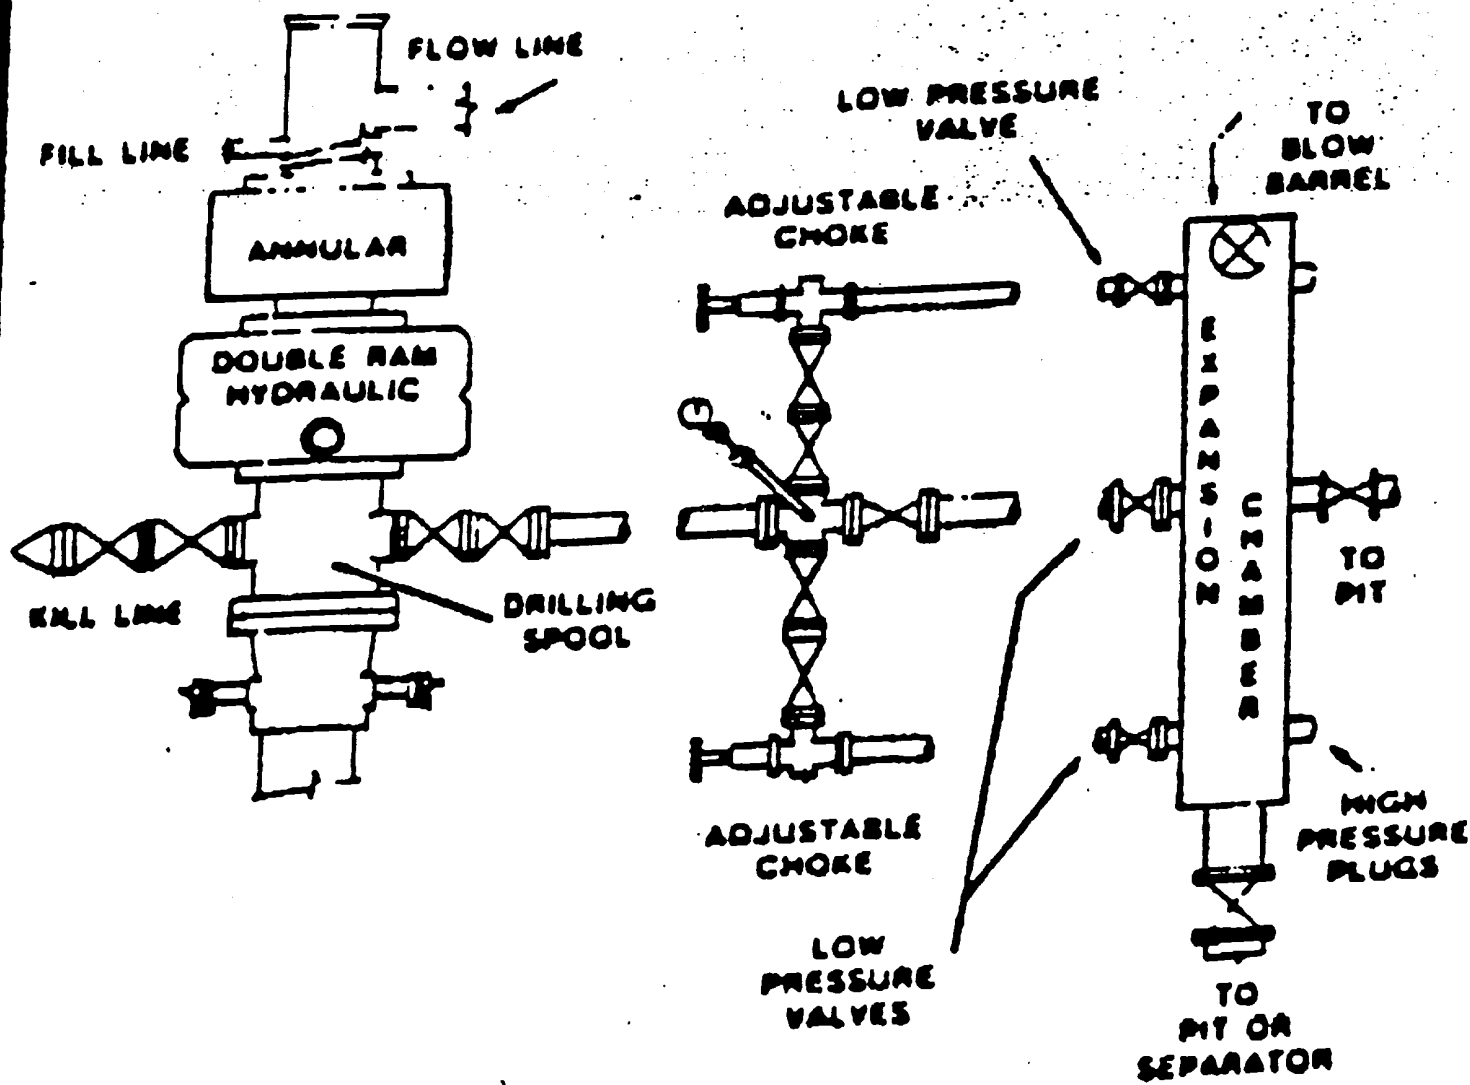 FLOW LINE
FILL LINE
ANNULAR
DOUBLE RAM
HYDRAULIC
KILL LINE
DRILLING
SPOOL
ADJUSTABLE
CHOKE
LOW PRESSURE
VALVE
TO
BLOW
BARREL
EXPANSION
CHAMBER
TO
PIT
HIGH
PRESSURE
PLUGS
ADJUSTABLE
CHOKE
LOW
PRESSURE
VALVES
TO
PIT OR
SEPARATOR